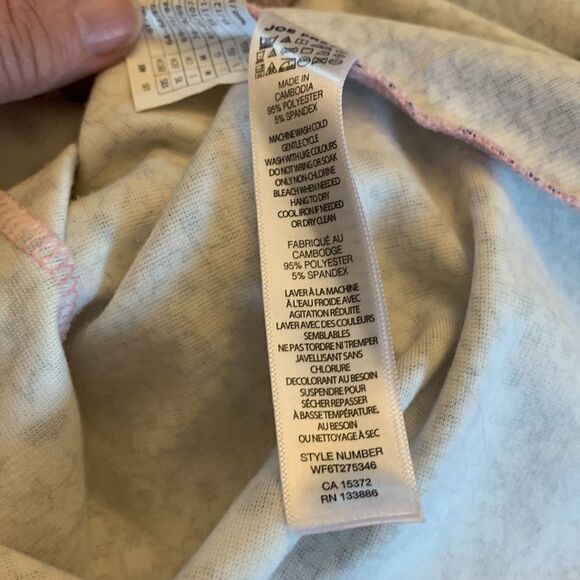 JOE FRE
MADE IN
CAMBODIA
95% POLYESTER
5% SPANDEX
MACHINE WASH COLD
GENTLE CYCLE
WASH WITH LIKE COLOURS
DO NOT WRING OR SOAK
ONLY NON-CHLORINE
BLEACH WHEN NEEDED
HANG TO DRY
COOL IRON IF NEEDED
OR DRY CLEAN
FABRIQUÉ AU
CAMBODGE
95% POLYESTER
5% SPANDEX
LAVER À LA MACHINE
À L'EAU FROIDE AVEC
AGITATION RÉDUITE
LAVER AVEC DES COULEURS
SEMBLABLES
NE PAS TORDRE NI TREMPER
JAVELLISANT SANS
CHLORURE
DECOLORANT AU BESOIN
SUSPENDRE POUR
SÉCHER REPASSER
À BASSE TEMPÉRATURE,
AU BESOIN
OU NETTOYAGE À SEC
STYLE NUMBER
WF6T275346
CA 15372
RN 133886